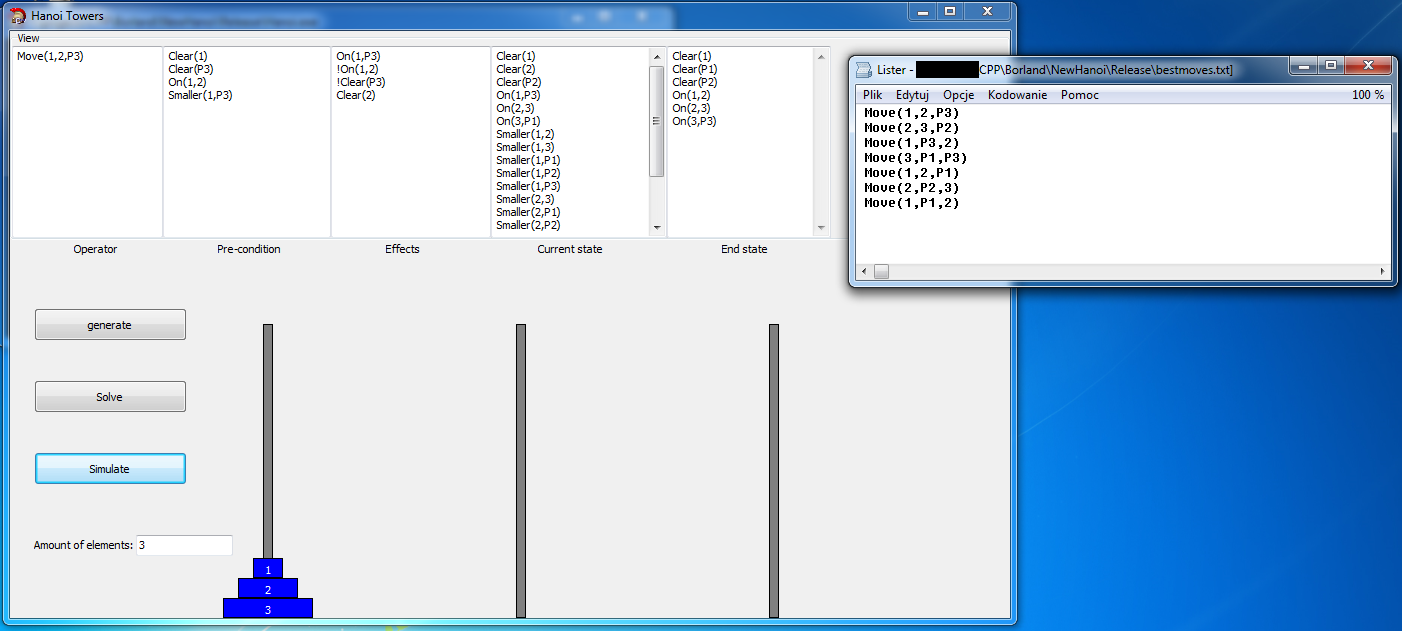 Hanoi Towers
View
Move(1,2,P3)
Clear(1)
Clear(P3)
On(1,2)
Smaller(1,P3)
On(1,P3)
!On(1,2)
!Clear(P3)
Clear(2)
Clear(1)
Clear(2)
Clear(P2)
On(1,P3)
On(2,3)
On(3,P1)
Smaller(1,2)
Smaller(1,3)
Smaller(1,P1)
Smaller(1,P2)
Smaller(1,P3)
Smaller(2,3)
Smaller(2,P1)
Smaller(2,P2)
Clear(1)
Clear(P1)
Clear(P2)
On(1,2)
On(2,3)
On(3,P3)
Operator
Pre-condition
Effects
Current state
End state
generate
Solve
Simulate
Amount of elements: 3
1
2
3
Lister - CPP\Borland\NewHanoi\Release\bestmoves.txt]
Plik Edytuj Opcje Kodowanie Pomoc 100 %
Move(1,2,P3)
Move(2,3,P2)
Move(1,P3,2)
Move(3,P1,P3)
Move(1,2,P1)
Move(2,P2,3)
Move(1,P1,2)